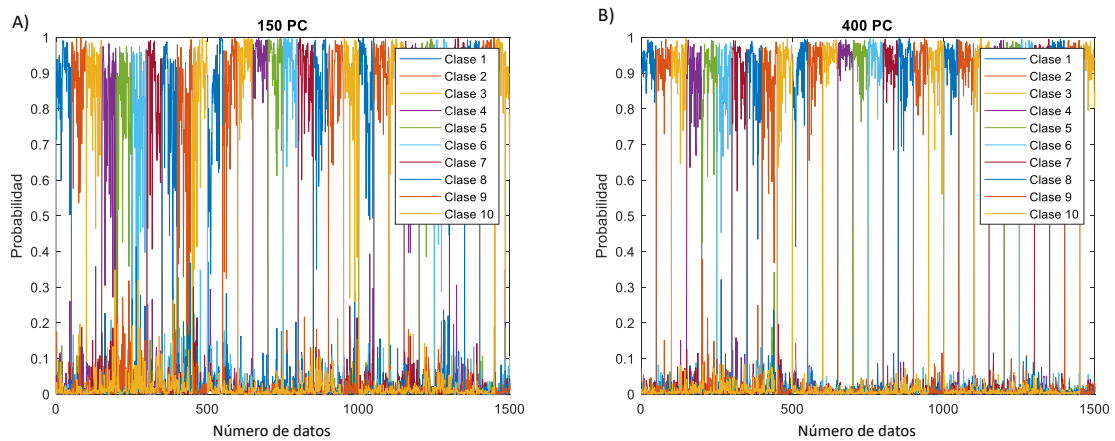 A)
150 PC
Probabilidad
1
0.9
0.8
0.7
0.6
0.5
0.4
0.3
0.2
0.1
0
0
500
1000
1500
Número de datos
Clase 1
Clase 2
Clase 3
Clase 4
Clase 5
Clase 6
Clase 7
Clase 8
Clase 9
Clase 10
B)
400 PC
Probabilidad
1
0.9
0.8
0.7
0.6
0.5
0.4
0.3
0.2
0.1
0
0
500
1000
1500
Número de datos
Clase 1
Clase 2
Clase 3
Clase 4
Clase 5
Clase 6
Clase 7
Clase 8
Clase 9
Clase 10